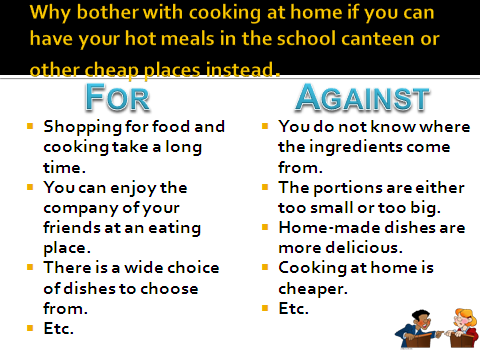 Why bother with cooking at home if you can
have your hot meals in the school canteen or
other cheap places instead.
FOR
Shopping for food and
cooking take a long
time.
You can enjoy the
company of your
friends at an eating
place.
There is a wide choice
of dishes to choose
from.
Etc.
AGAINST
You do not know where
the ingredients come
from.
The portions are either
too small or too big.
Home-made dishes are
more delicious.
Cooking at home is
cheaper.
Etc.